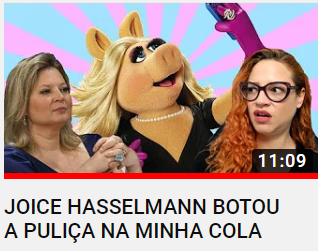 11:09
JOICE HASSELMANN BOTOU
A PULIÇA NA MINHA COLA